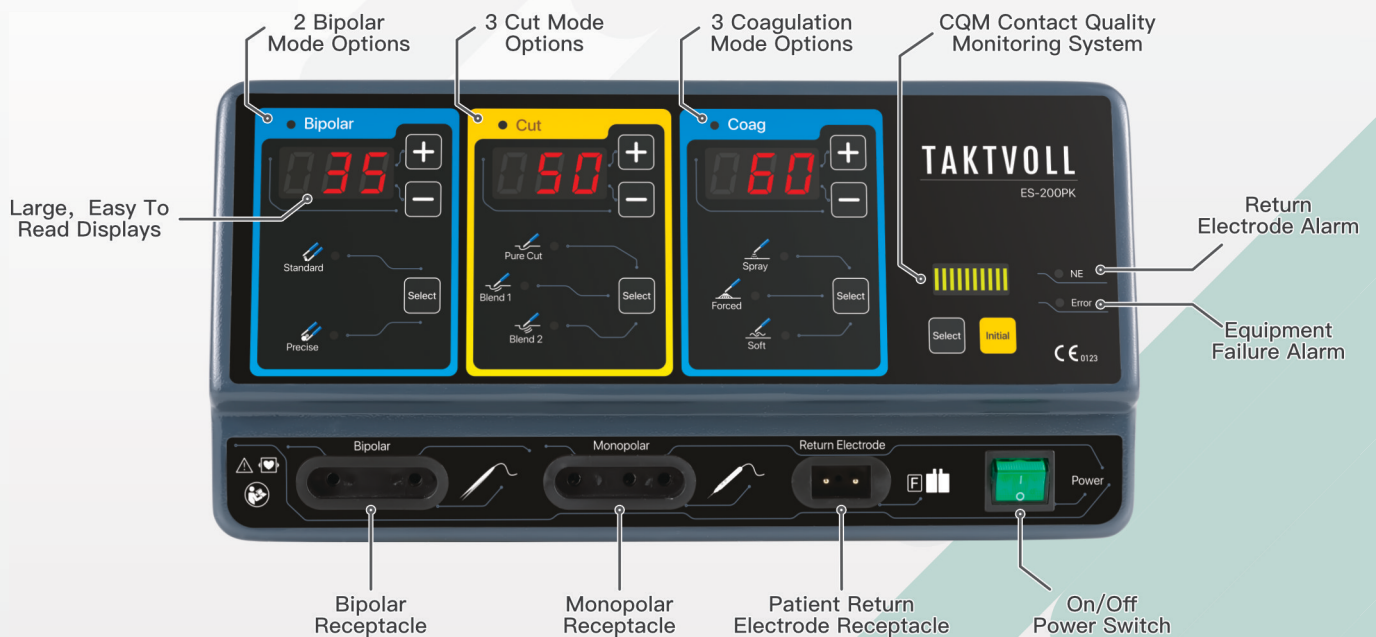 2 Bipolar
Mode Options
3 Cut Mode
Options
3 Coagulation
Mode Options
CQM Contact Quality
Monitoring System
Bipolar
Cut
Coag
35
50
60
+
+
+
−
−
−
TAKTVOLL
ES-200PK
Large, Easy To
Read Displays
Return
Electrode Alarm
Standard
Precise
Select
Pure Cut
Blend 1
Blend 2
Select
Spray
Forced
Soft
Select
NE
Error
Select
Initial
CE 0123
Equipment
Failure Alarm
Bipolar
Monopolar
Return Electrode
F
Power
Bipolar
Receptacle
Monopolar
Receptacle
Patient Return
Electrode Receptacle
On/Off
Power Switch